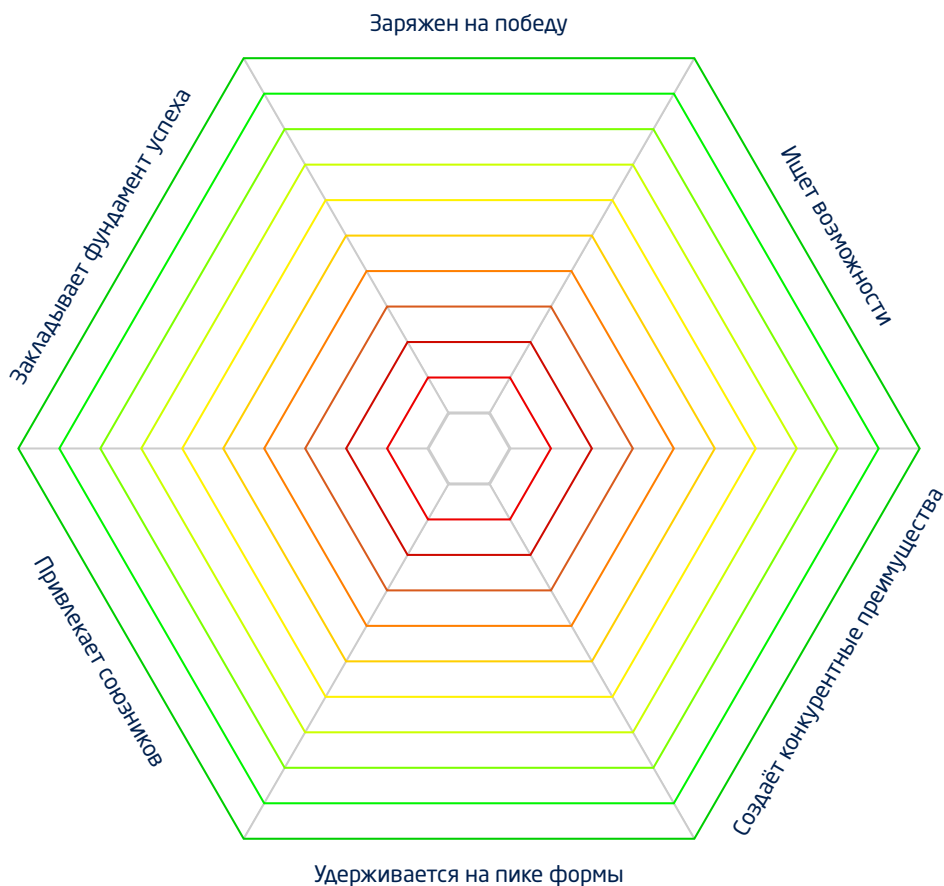 Заряжен на победу
Закладывает фундамент успеха
Ищет возможности
Привлекает союзников
Создаёт конкурентные преимущества
Удерживается на пике формы